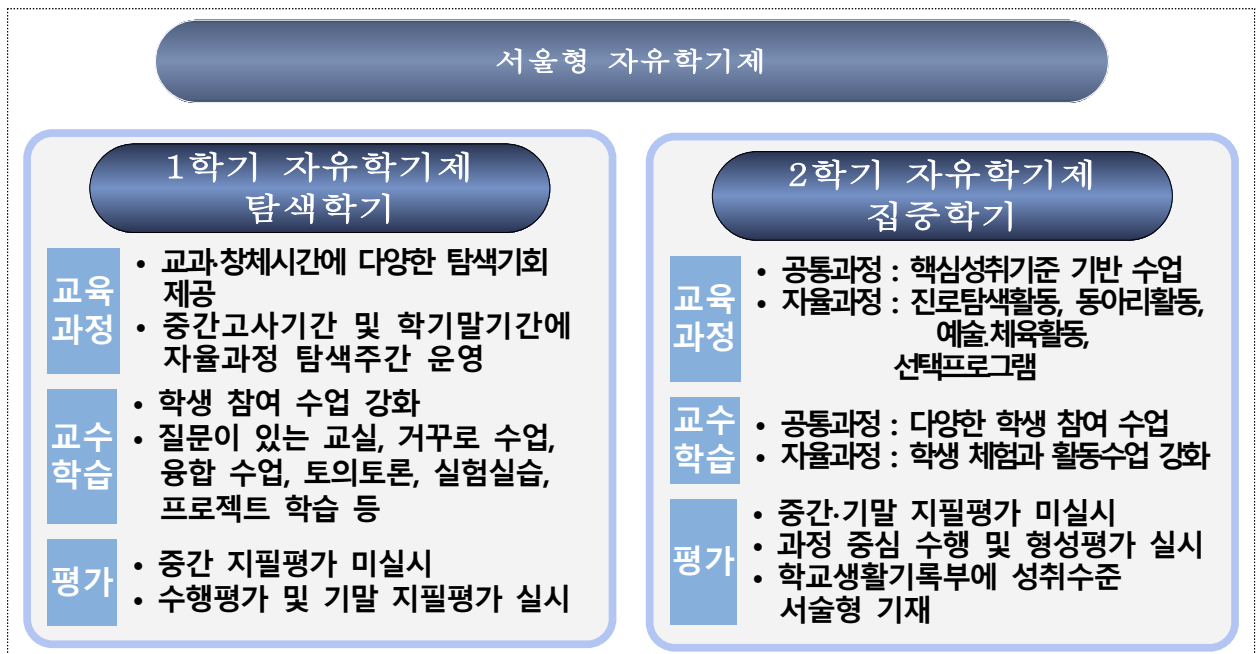 서울형 자유학기제
1학기 자유학기제
탐색학기
교육
과정
• 교과·창체시간에 다양한 탐색기회
제공
• 중간고사기간 및 학기말기간에
자율과정 탐색주간 운영
교수
학습
• 학생 참여 수업 강화
• 질문이 있는 교실, 거꾸로 수업,
융합 수업, 토의토론, 실험실습,
프로젝트 학습 등
평가
• 중간 지필평가 미실시
• 수행평가 및 기말 지필평가 실시
2학기 자유학기제
집중학기
교육
과정
• 공통과정 : 핵심성취기준 기반 수업
• 자율과정 : 진로탐색활동, 동아리활동,
예술.체육활동,
선택프로그램
교수
학습
• 공통과정 : 다양한 학생 참여 수업
• 자율과정 : 학생 체험과 활동수업 강화
평가
• 중간·기말 지필평가 미실시
• 과정 중심 수행 및 형성평가 실시
• 학교생활기록부에 성취수준
서술형 기재